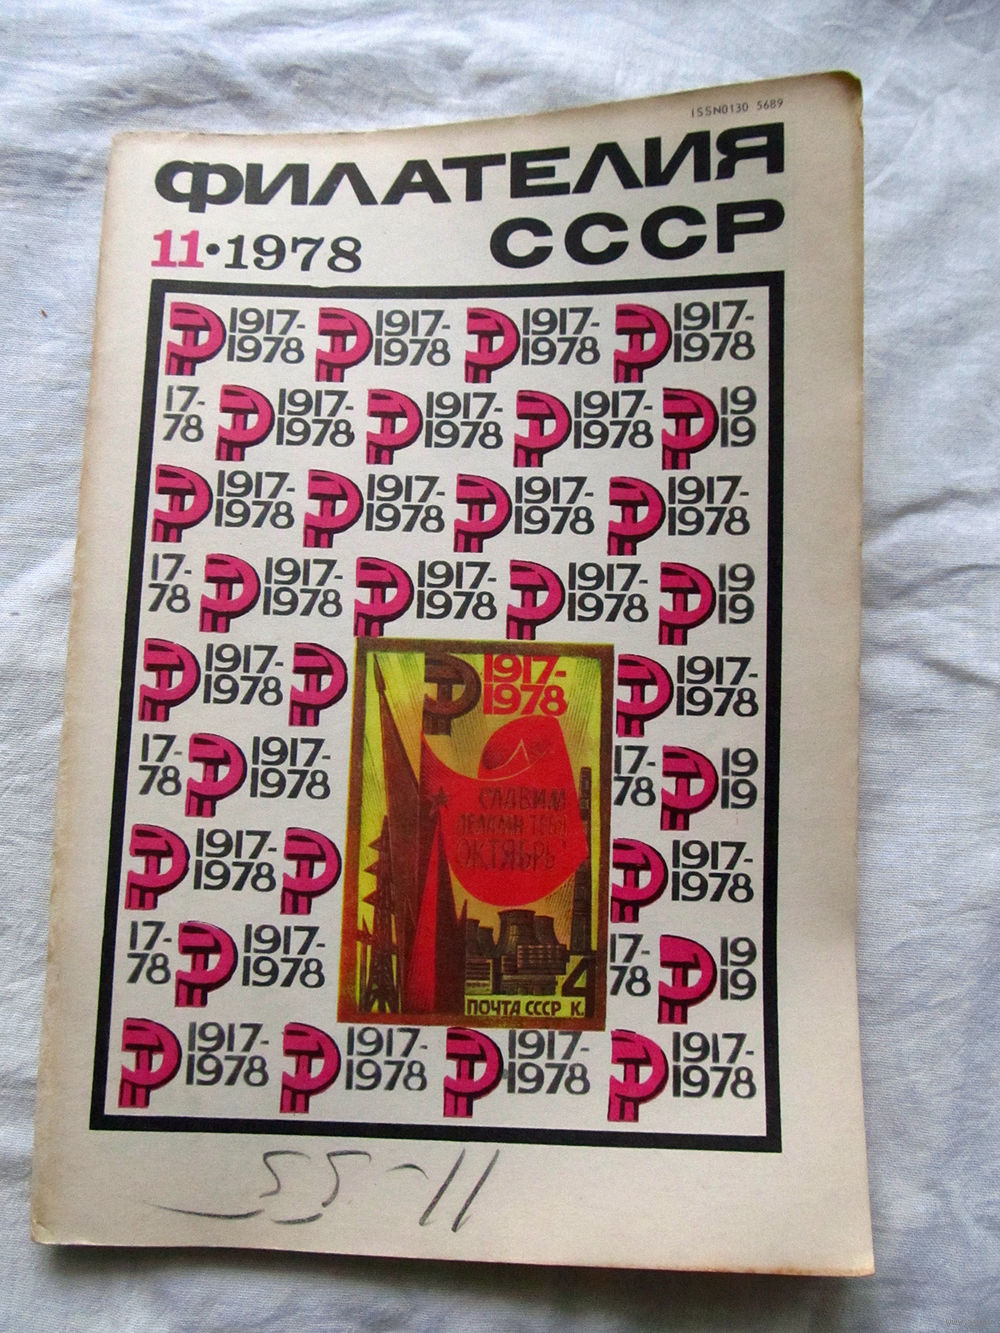 ISSN0130 5689
ФИЛАТЕЛИЯ
11•1978 СССР
1917- 1917- 1917- 1917-
1978 1978 1978 1978
17- 1917- 1917- 1917- 19
78 1978 1978 1978 19
1917- 1917- 1917- 1917-
1978 1978 1978 1978
17- 1917- 1917- 1917- 19
78 1978 1978 1978 19
1917- 1917- 1917-
1978 1978 1978
17- 1917- 17- 19
78 1978 78 19
СЛАВИМ
ДЕЛАМИ ТЕБЯ,
ОКТЯБРЬ!
1917- 1917-
1978 1978
17- 1917- 17- 19
78 1978 78 19
4
ПОЧТА СССР К.
1917- 1917- 1917- 1917-
1978 1978 1978 1978
55-11